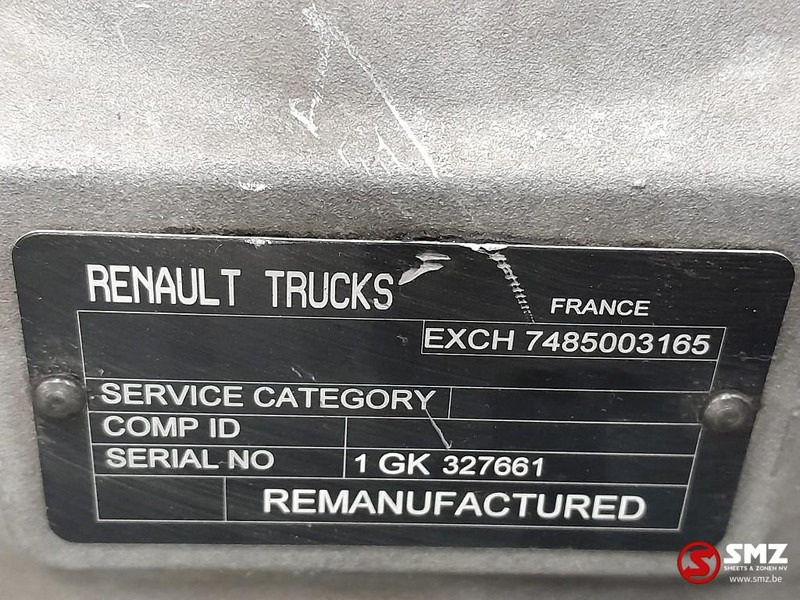 RENAULT TRUCKS
FRANCE
EXCH 7485003165
SERVICE CATEGORY
COMP ID
SERIAL NO 1 GK 327661
REMANUFACTURED
SMZ
SMEETS & ZONEN NV
www.smz.be